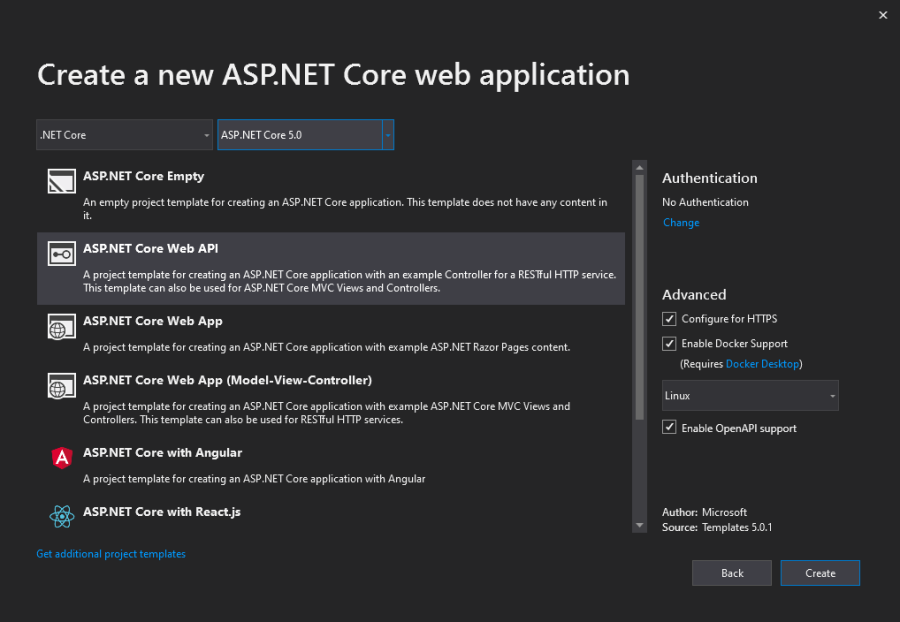 Create a new ASP.NET Core web application
.NET Core
ASP.NET Core 5.0
ASP.NET Core Empty
An empty project template for creating an ASP.NET Core application. This template does not have any content in
it.
ASP.NET Core Web API
A project template for creating an ASP.NET Core application with an example Controller for a RESTful HTTP service.
This template can also be used for ASP.NET Core MVC Views and Controllers.
ASP.NET Core Web App
A project template for creating an ASP.NET Core application with example ASP.NET Razor Pages content.
ASP.NET Core Web App (Model-View-Controller)
A project template for creating an ASP.NET Core application with example ASP.NET Core MVC Views and
Controllers. This template can also be used for RESTful HTTP services.
ASP.NET Core with Angular
A project template for creating an ASP.NET Core application with Angular
ASP.NET Core with React.js
Get additional project templates
Authentication
No Authentication
Change
Advanced
Configure for HTTPS
Enable Docker Support
(Requires Docker Desktop)
Linux
Enable OpenAPI support
Author: Microsoft
Source: Templates 5.0.1
Back
Create